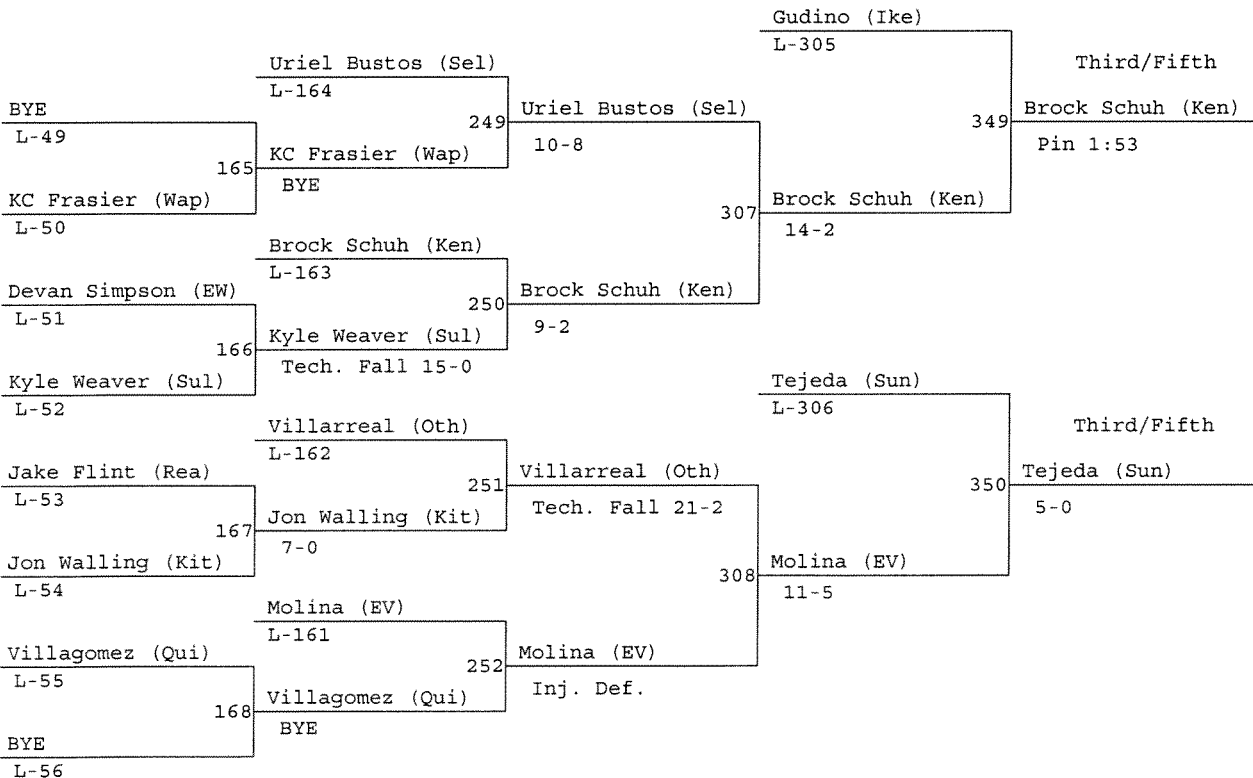 Gudino (Ike)
L-305
Third/Fifth
Uriel Bustos (Sel)
L-164
BYE
L-49
249
Uriel Bustos (Sel)
10-8
349
Brock Schuh (Ken)
Pin 1:53
165
KC Frasier (Wap)
BYE
KC Frasier (Wap)
L-50
307
Brock Schuh (Ken)
14-2
Brock Schuh (Ken)
L-163
Devan Simpson (EW)
L-51
250
Brock Schuh (Ken)
9-2
166
Kyle Weaver (Sul)
Tech. Fall 15-0
Kyle Weaver (Sul)
L-52
Tejeda (Sun)
L-306
Third/Fifth
Villarreal (Oth)
L-162
Jake Flint (Rea)
L-53
251
Villarreal (Oth)
Tech. Fall 21-2
350
Tejeda (Sun)
5-0
167
Jon Walling (Kit)
7-0
Jon Walling (Kit)
L-54
308
Molina (EV)
11-5
Molina (EV)
L-161
Villagomez (Qui)
L-55
252
Molina (EV)
Inj. Def.
168
Villagomez (Qui)
BYE
BYE
L-56